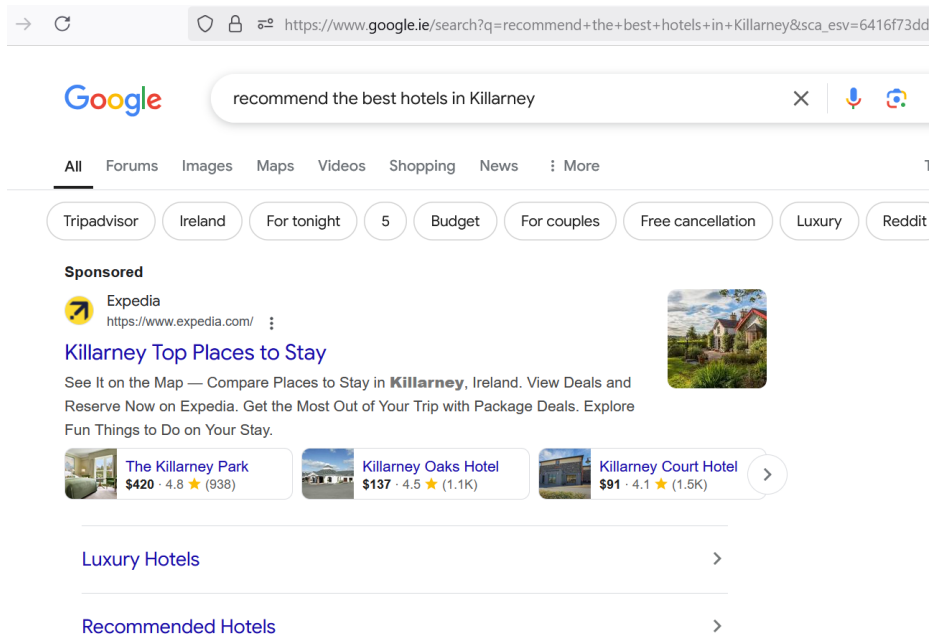 https://www.google.ie/search?q=recommend+the+best+hotels+in+Killarney&sca_esv=6416f73dd
Google
recommend the best hotels in Killarney
All Forums Images Maps Videos Shopping News More
Tripadvisor Ireland For tonight 5 Budget For couples Free cancellation Luxury Reddit
Sponsored
Expedia
https://www.expedia.com/
Killarney Top Places to Stay
See It on the Map — Compare Places to Stay in Killarney, Ireland. View Deals and
Reserve Now on Expedia. Get the Most Out of Your Trip with Package Deals. Explore
Fun Things to Do on Your Stay.
The Killarney Park
$420 · 4.8 ★ (938)
Killarney Oaks Hotel
$137 · 4.5 ★ (1.1K)
Killarney Court Hotel
$91 · 4.1 ★ (1.5K)
Luxury Hotels
Recommended Hotels